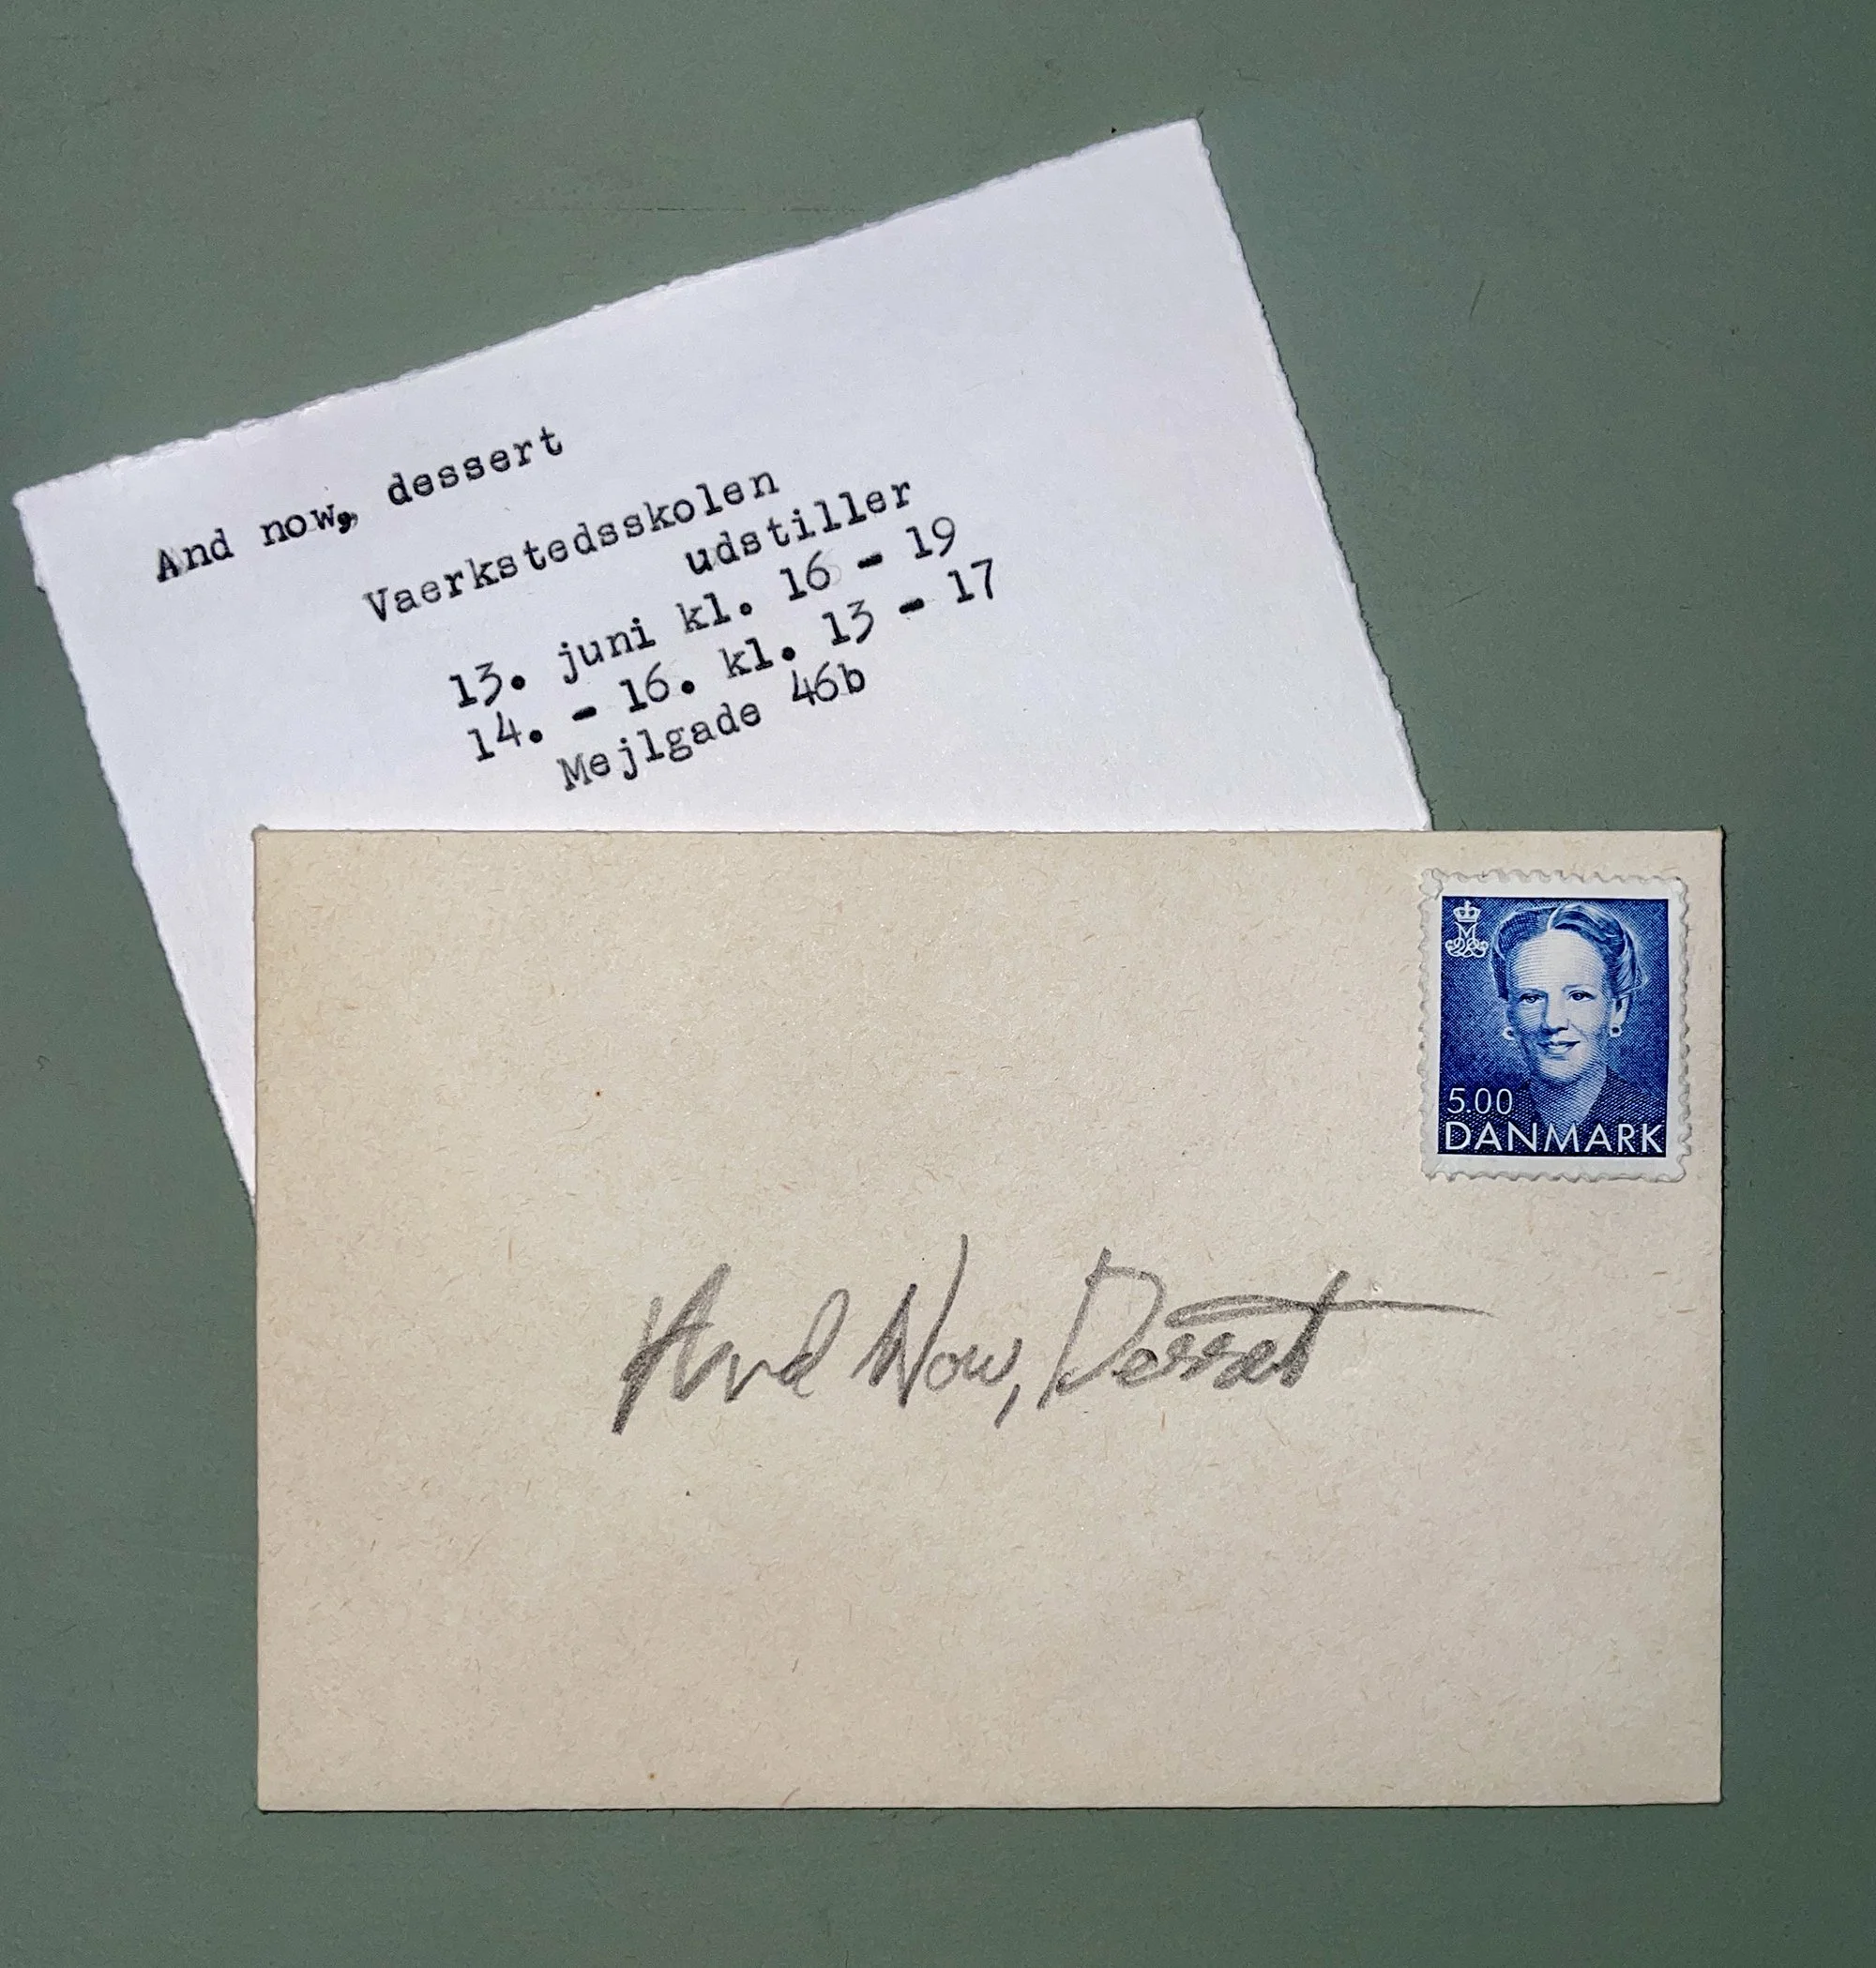 And now, dessert
Vaerkstedsskolen
udstiller
13. juni kl. 16 - 19
14. - 16. kl. 13 - 17
Mejlgade 46b
5.00
DANMARK
And Now, Dessert